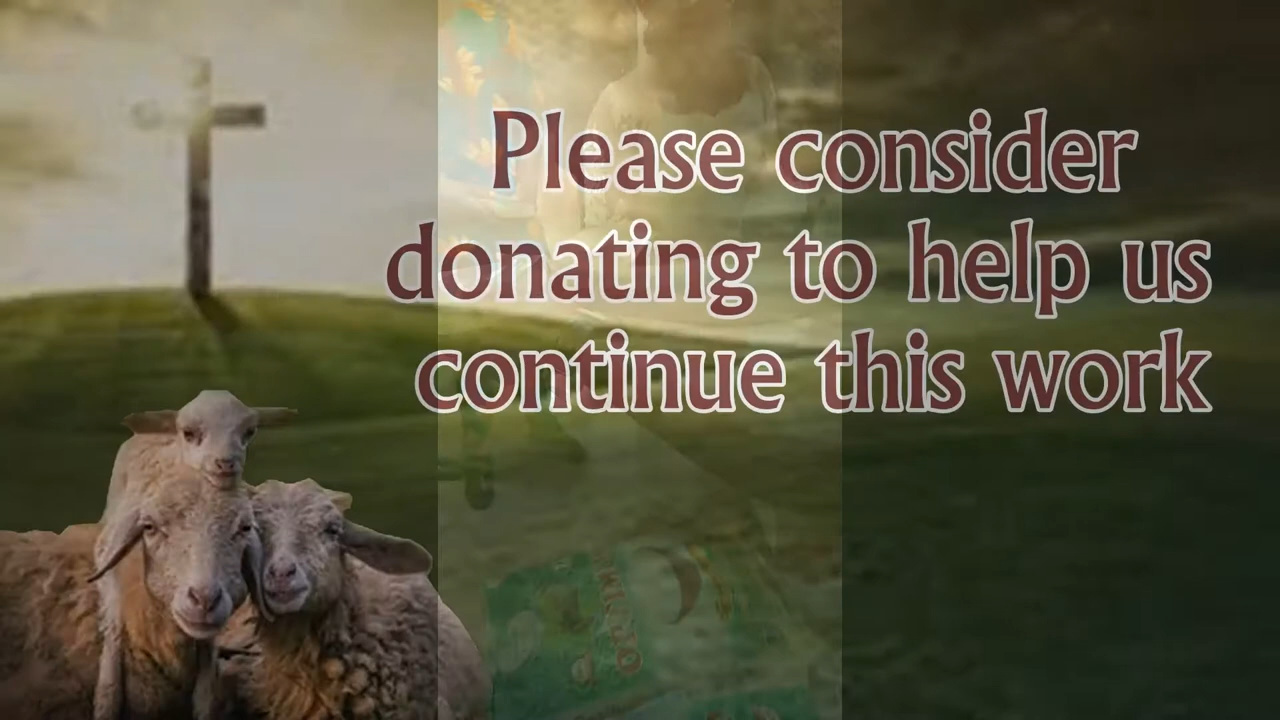 Please consider
donating to help us
continue this work